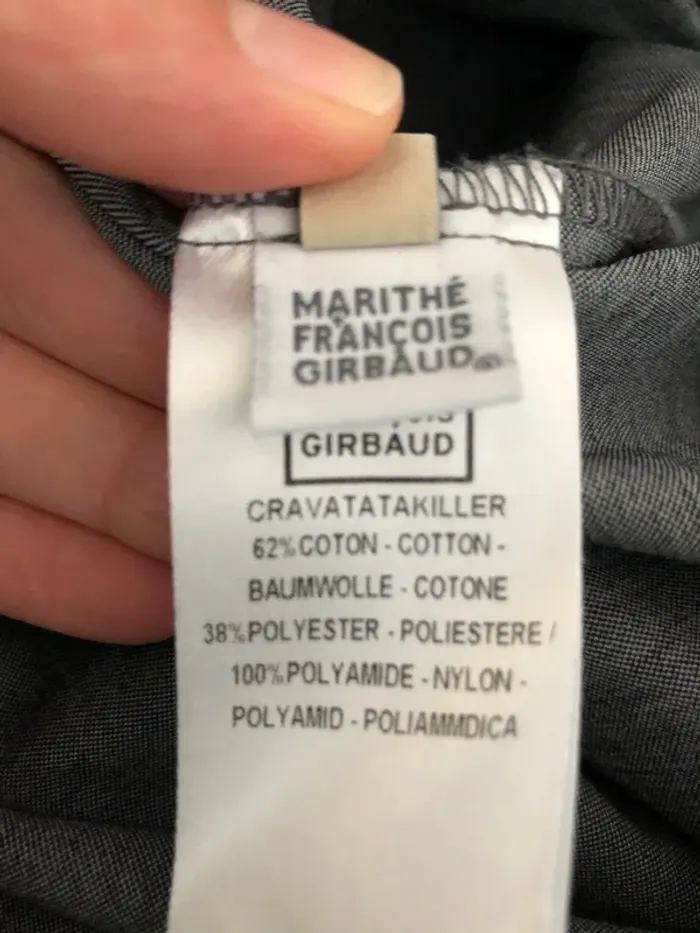 MARITHÉ
FRANÇOIS
GIRBAUD®
GIRBAUD
CRAVATATAKILLER
62%COTON - COTTON -
BAUMWOLLE - COTONE
38%POLYESTER - POLIESTERE /
100%POLYAMIDE - NYLON -
POLYAMID - POLIAMMDICA